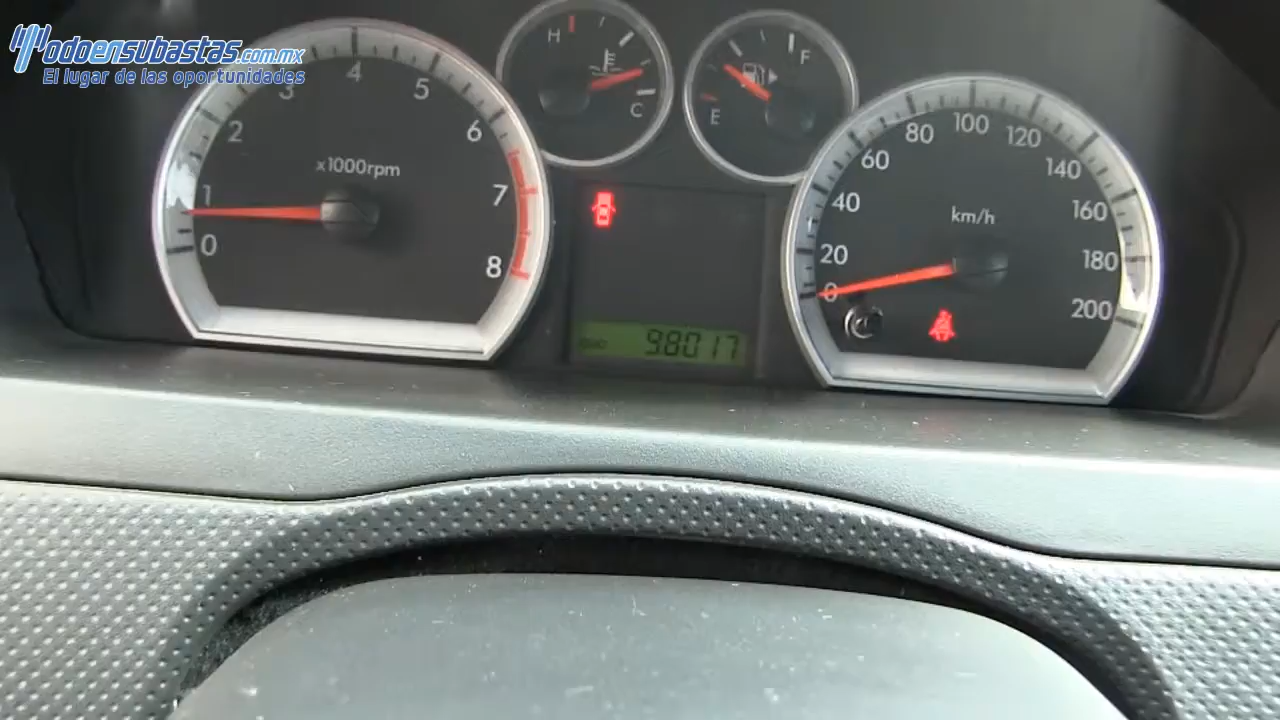 Todoensubastas.com.mx
El lugar de las oportunidades
0
1
2
3
4
5
6
7
8
x1000rpm
H
C
E
F
0
20
40
60
80
100
120
140
160
180
200
km/h
98017